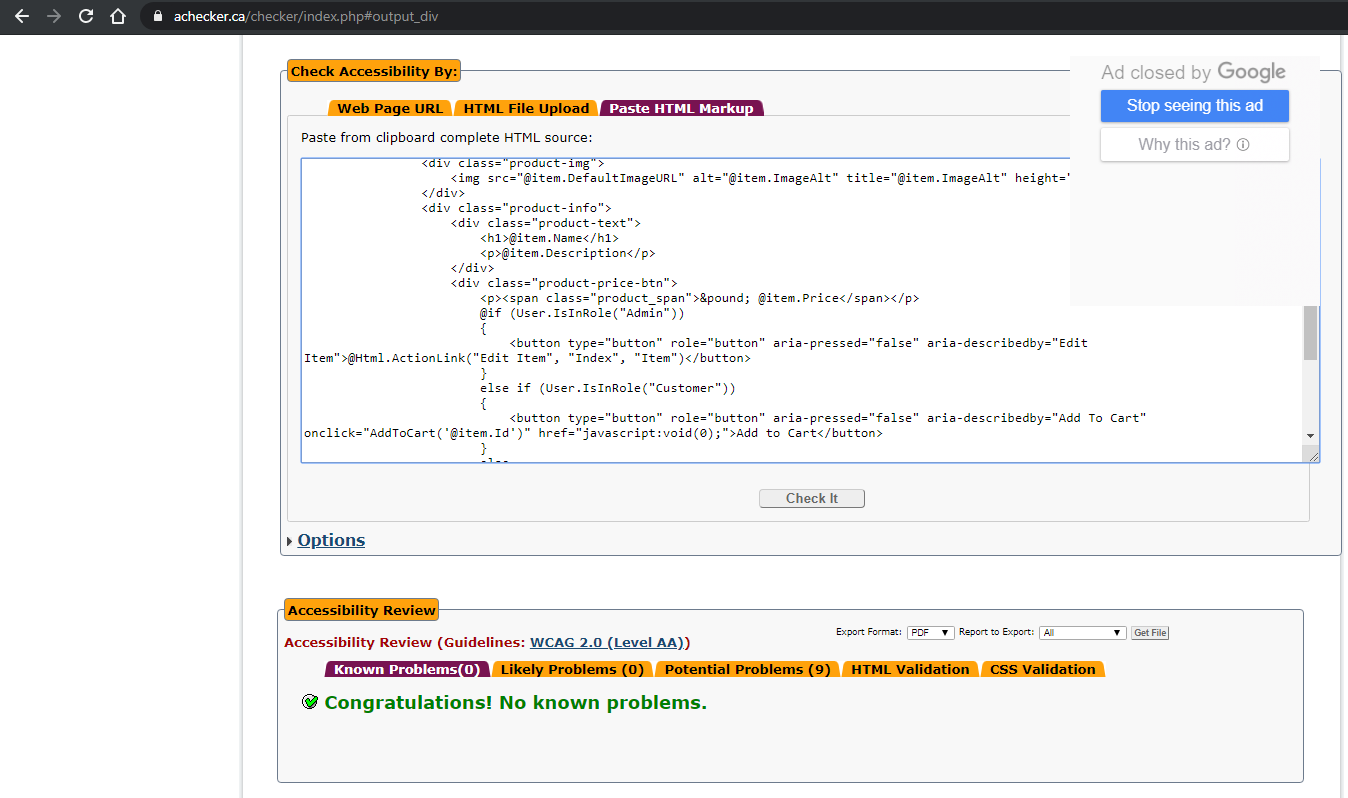 achecker.ca/checker/index.php#output_div
Check Accessibility By:
Ad closed by Google
Stop seeing this ad
Why this ad?
Web Page URL HTML File Upload Paste HTML Markup
Paste from clipboard complete HTML source:
<div class="product-img">
<img src="@item.DefaultImageURL" alt="@item.ImageAlt" title="@item.ImageAlt" height="
</div>
<div class="product-info">
<div class="product-text">
<h1>@item.Name</h1>
<p>@item.Description</p>
</div>
<div class="product-price-btn">
<p><span class="product_span">&pound; @item.Price</span></p>
@if (User.IsInRole("Admin"))
{
<button type="button" role="button" aria-pressed="false" aria-describedby="Edit
Item">@Html.ActionLink("Edit Item", "Index", "Item")</button>
}
else if (User.IsInRole("Customer"))
{
<button type="button" role="button" aria-pressed="false" aria-describedby="Add To Cart"
onclick="AddToCart('@item.Id')" href="javascript:void(0);">Add to Cart</button>
}
Check It
Options
Accessibility Review
Export Format: PDF Report to Export: All Get File
Accessibility Review (Guidelines: WCAG 2.0 (Level AA))
Known Problems(0) Likely Problems (0) Potential Problems (9) HTML Validation CSS Validation
Congratulations! No known problems.